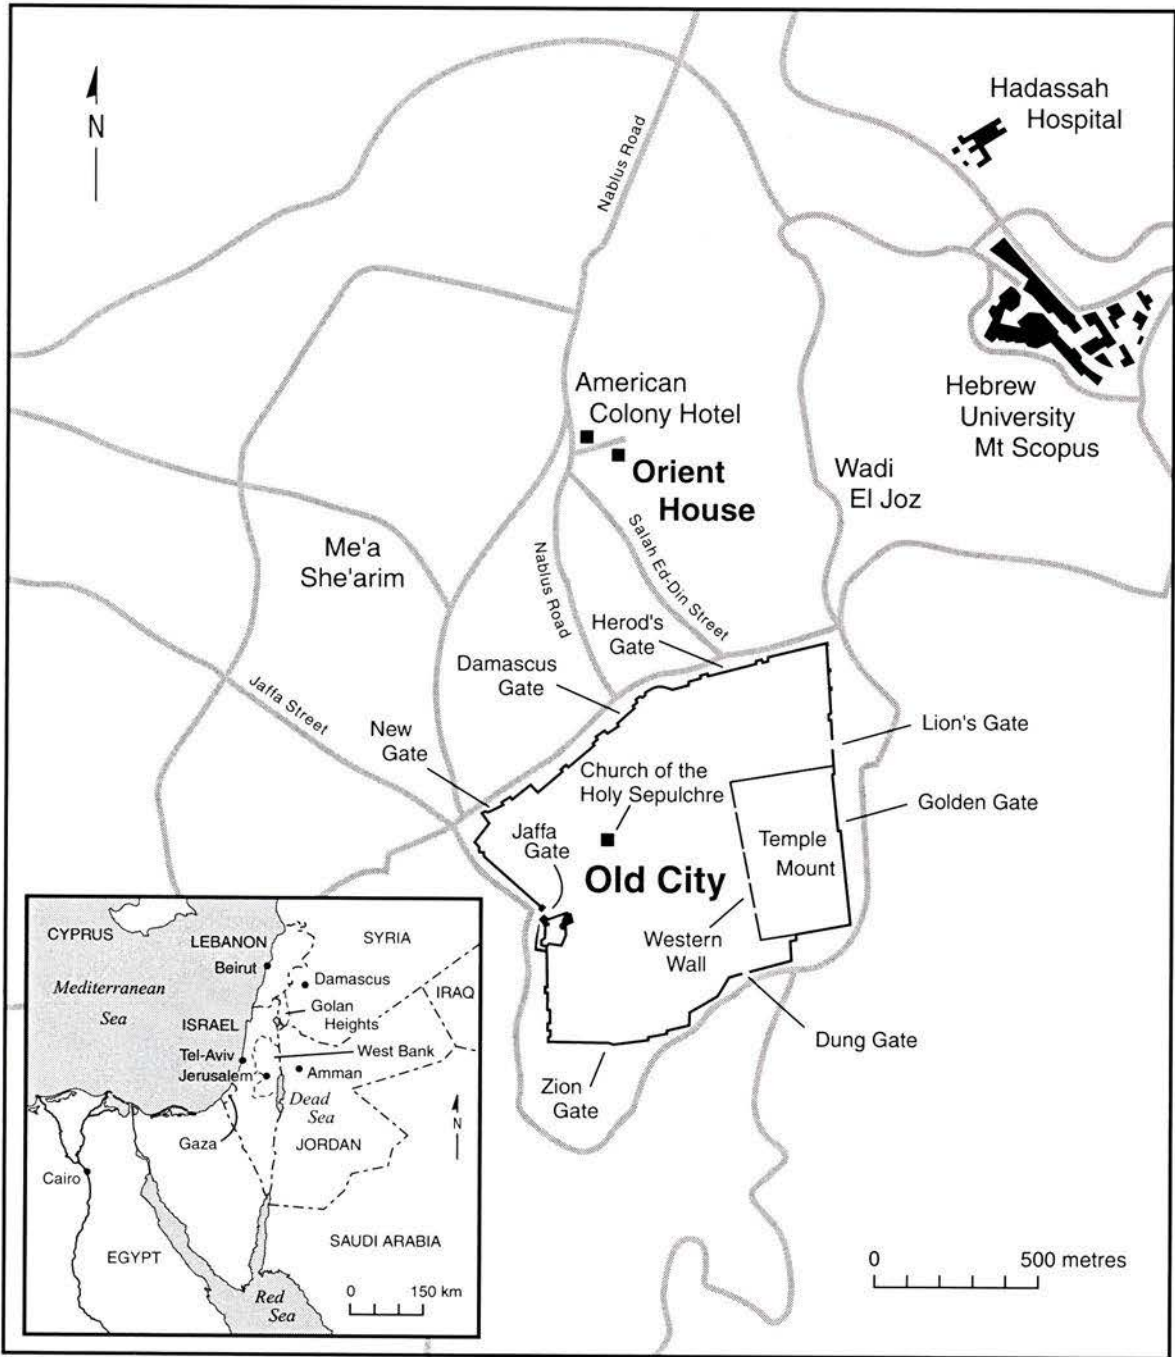 N
Hadassah
Hospital
Nablus Road
American
Colony Hotel
Orient
House
Hebrew
University
Mt Scopus
Wadi
El Joz
Me'a
She'arim
Nablus Road
Salah Ed-Din Street
Herod's
Gate
Damascus
Gate
Jaffa Street
New
Gate
Lion's Gate
Church of the
Holy Sepulchre
Golden Gate
Jaffa
Gate
Temple
Mount
Old City
Western
Wall
Dung Gate
Zion
Gate
0 500 metres
CYPRUS
LEBANON
SYRIA
Beirut
Damascus
Mediterranean
Sea
IRAQ
Golan
Heights
ISRAEL
West Bank
Tel-Aviv
Jerusalem
Amman
Dead
Sea
N
Gaza
JORDAN
Cairo
EGYPT
SAUDI ARABIA
0 150 km
Red
Sea